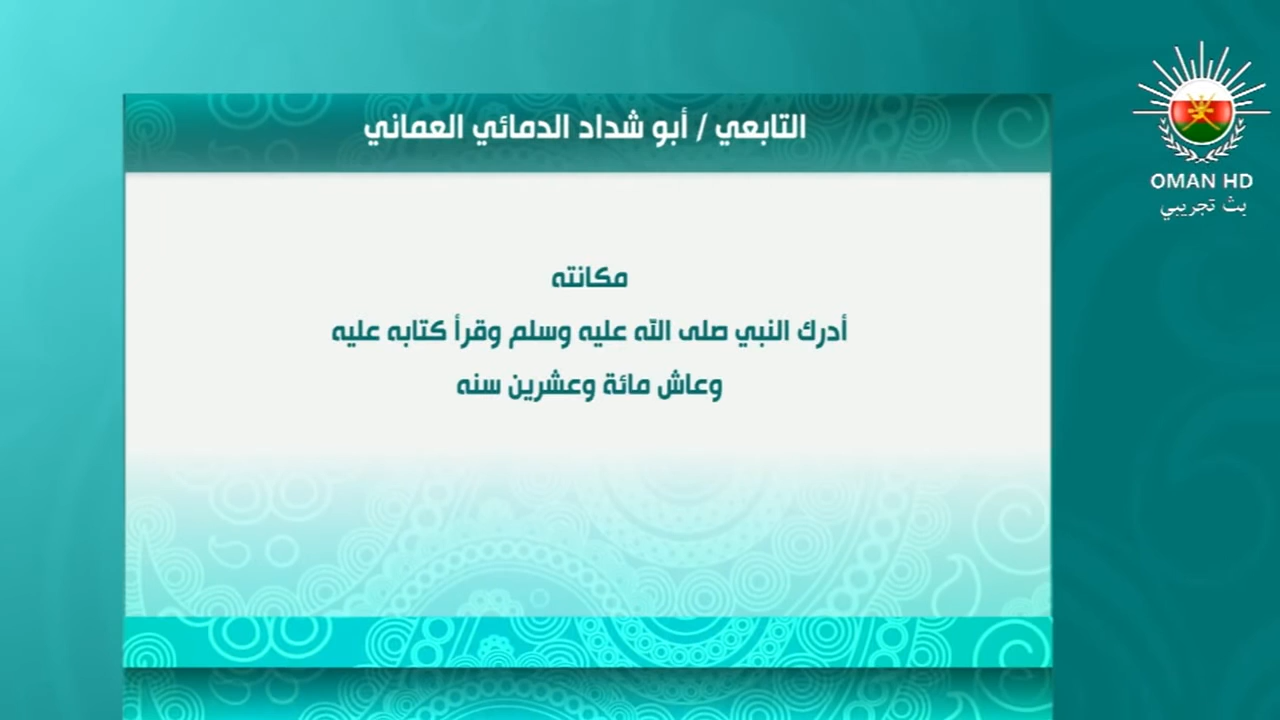 التابعي / أبو شداد الدمائي العماني
مكانته
أدرك النبي صلى الله عليه وسلم وقرأ كتابه عليه
وعاش مائة وعشرين سنه
OMAN HD
بث تجريبي